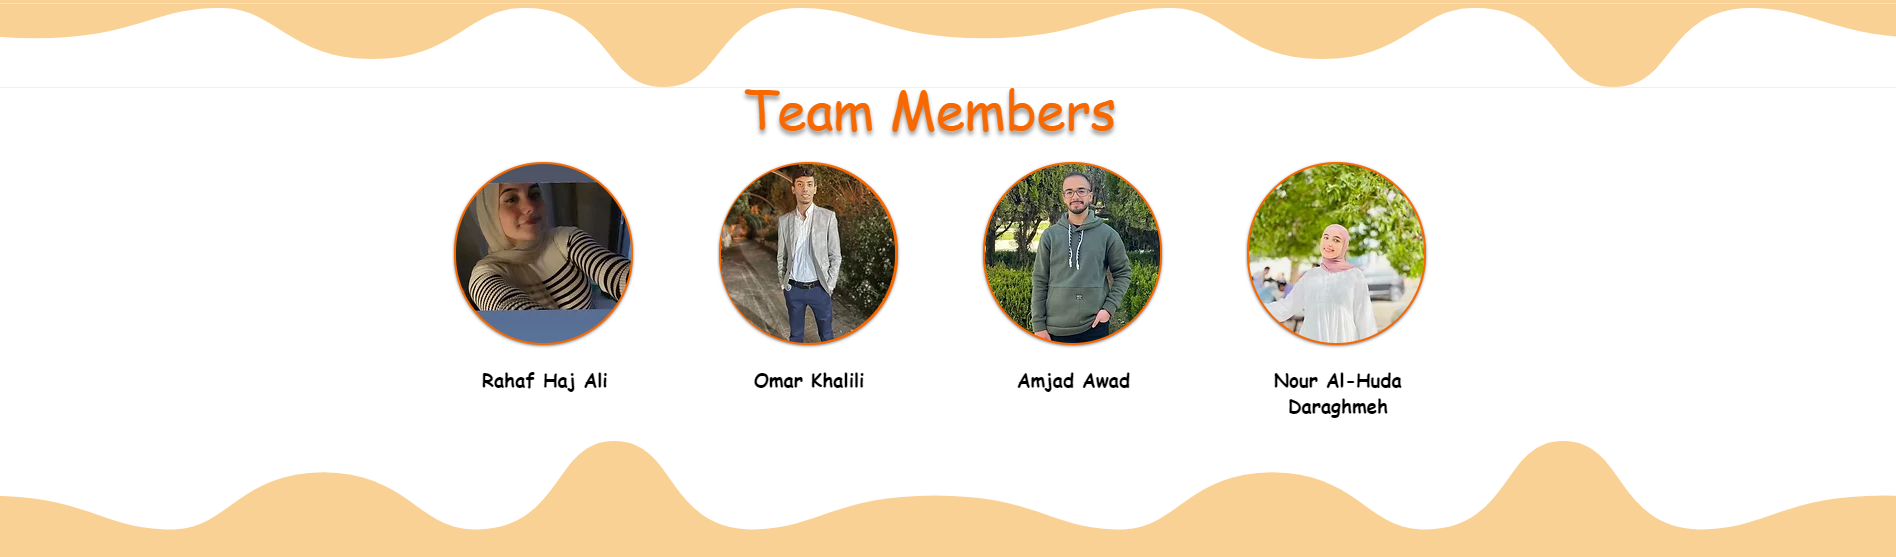 Team Members
Rahaf Haj Ali
Omar Khalili
Amjad Awad
Nour Al-Huda
Daraghmeh